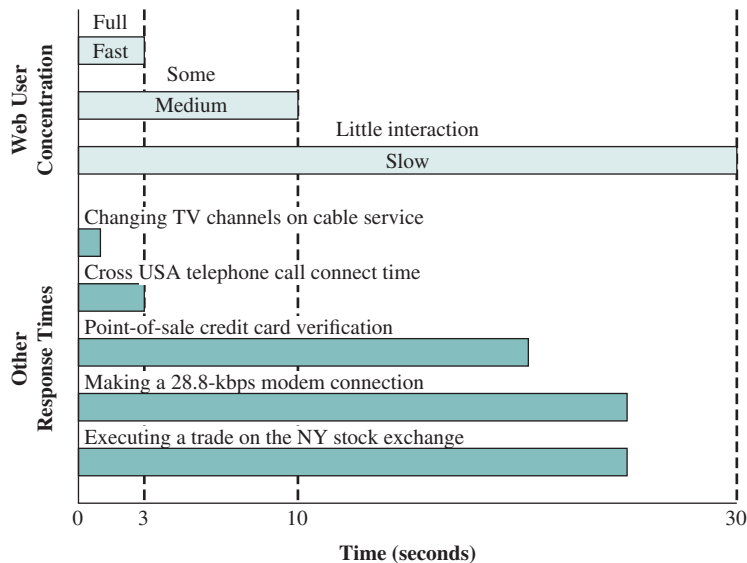 Web User
Concentration
Full
Fast
Some
Medium
Little interaction
Slow
Other
Response Times
Changing TV channels on cable service
Cross USA telephone call connect time
Point-of-sale credit card verification
Making a 28.8-kbps modem connection
Executing a trade on the NY stock exchange
0 3 10 30
Time (seconds)